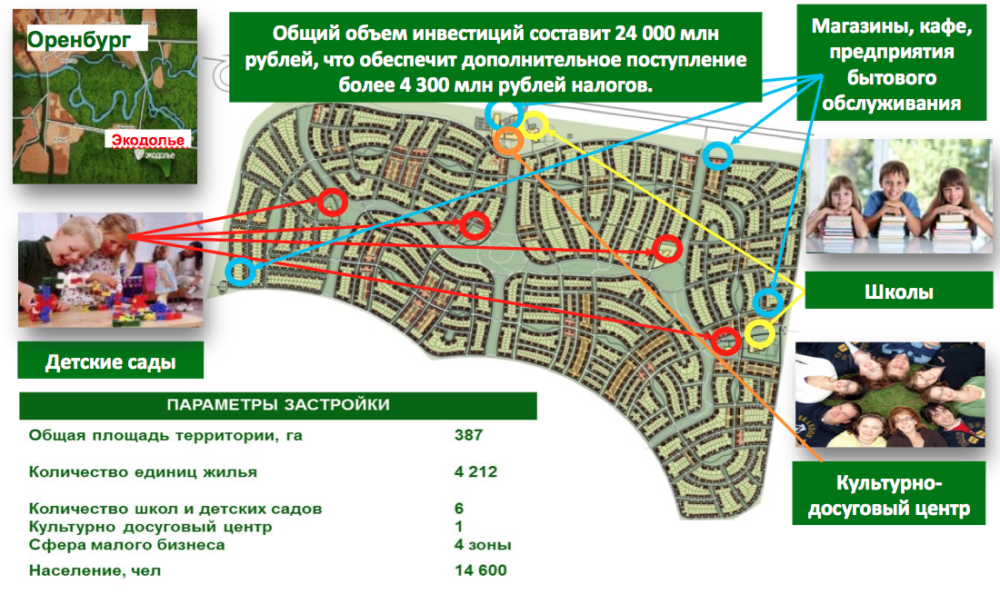 Оренбург
Экодолье
экодолье
Общий объем инвестиций составит 24 000 млн
рублей, что обеспечит дополнительное поступление
более 4 300 млн рублей налогов.
Магазины, кафе,
предприятия
бытового
обслуживания
Школы
Детские сады
Культурно-
досуговый центр
ПАРАМЕТРЫ ЗАСТРОЙКИ
Общая площадь территории, га 387
Количество единиц жилья 4 212
Количество школ и детских садов 6
Культурно досуговый центр 1
Сфера малого бизнеса 4 зоны
Население, чел 14 600